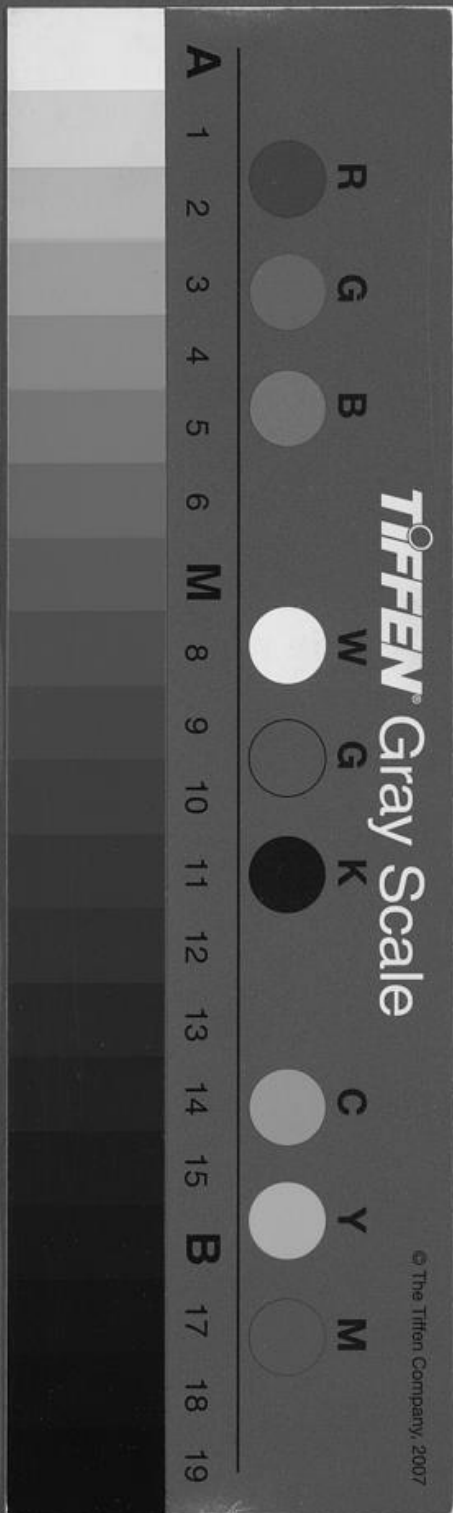 TIFFEN® Gray Scale
© The Tiffen Company, 2007
R G B W G K C Y M
A 1 2 3 4 5 6 M 8 9 10 11 12 13 14 15 B 17 18 19